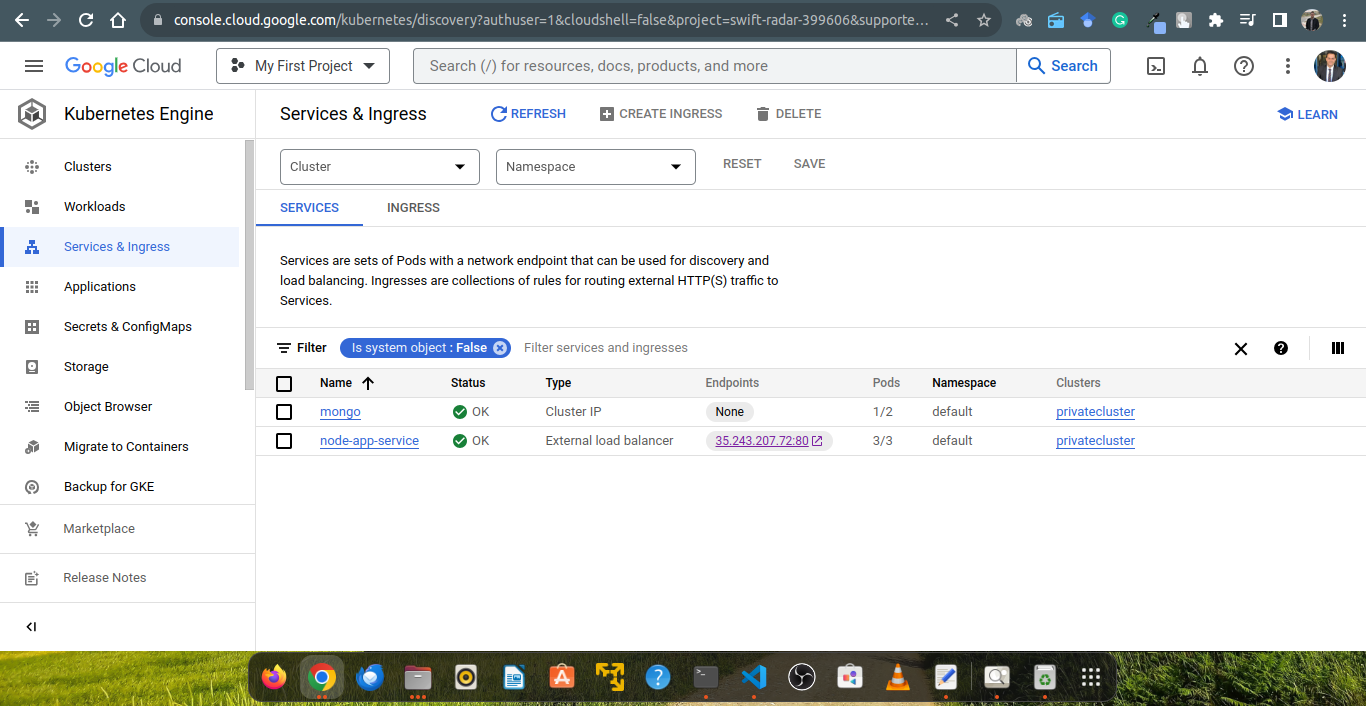 console.cloud.google.com/kubernetes/discovery?authuser=1&cloudshell=false&project=swift-radar-399606&supporte...
Google Cloud
My First Project
Search (/) for resources, docs, products, and more
Search
Kubernetes Engine
Services & Ingress
REFRESH
CREATE INGRESS
DELETE
LEARN
Clusters
Workloads
Services & Ingress
Applications
Secrets & ConfigMaps
Storage
Object Browser
Migrate to Containers
Backup for GKE
Marketplace
Release Notes
Cluster
Namespace
RESET
SAVE
SERVICES
INGRESS
Services are sets of Pods with a network endpoint that can be used for discovery and
load balancing. Ingresses are collections of rules for routing external HTTP(S) traffic to
Services.
Filter
Is system object : False
Filter services and ingresses
Name Status Type Endpoints Pods Namespace Clusters
mongo OK Cluster IP None 1/2 default privatecluster
node-app-service OK External load balancer 35.243.207.72:80 3/3 default privatecluster